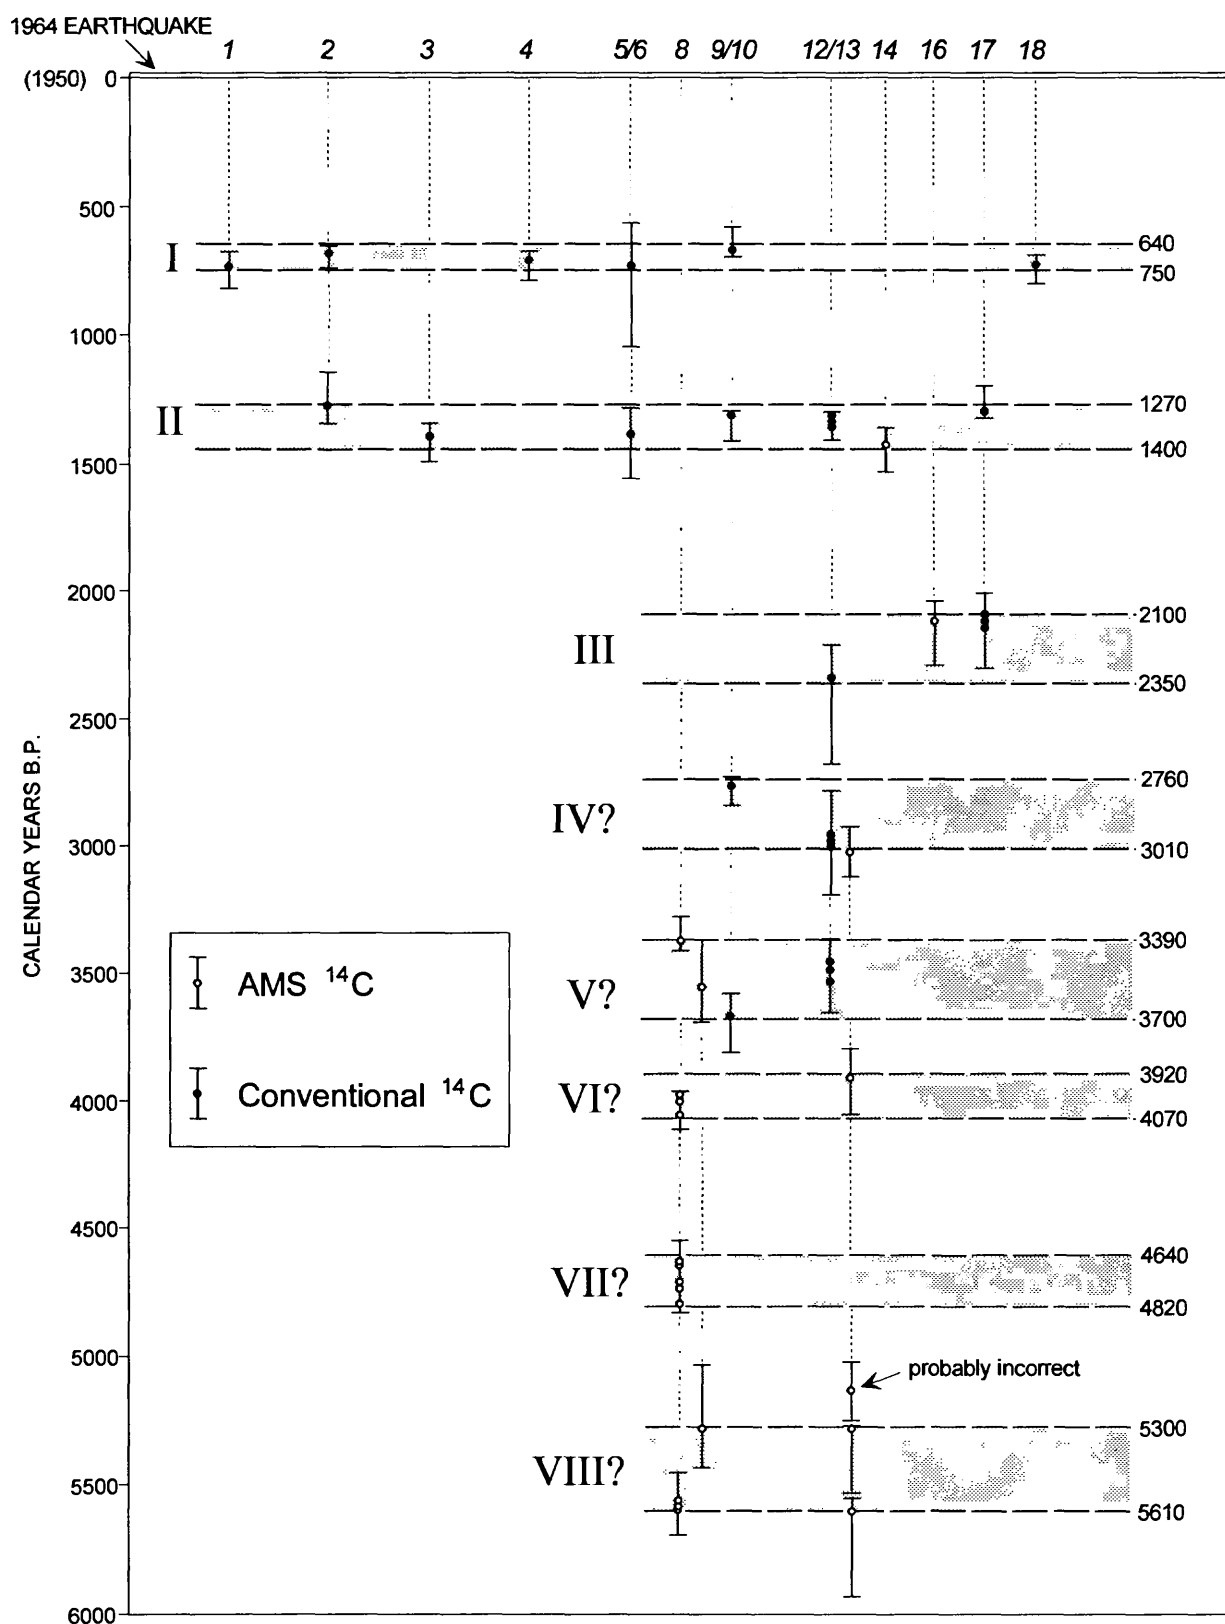 1964 EARTHQUAKE
1 2 3 4 5/6 8 9/10 12/13 14 16 17 18
(1950) 0
500
I
640
750
1000
II
1270
1400
1500
2000
III
2100
2350
2500
IV?
2760
3010
3000
CALENDAR YEARS B.P.
AMS 14C
Conventional 14C
V?
3390
3500
3700
VI?
3920
4000
4070
4500
VII?
4640
4820
5000
probably incorrect
5300
VIII?
5500
5610
6000